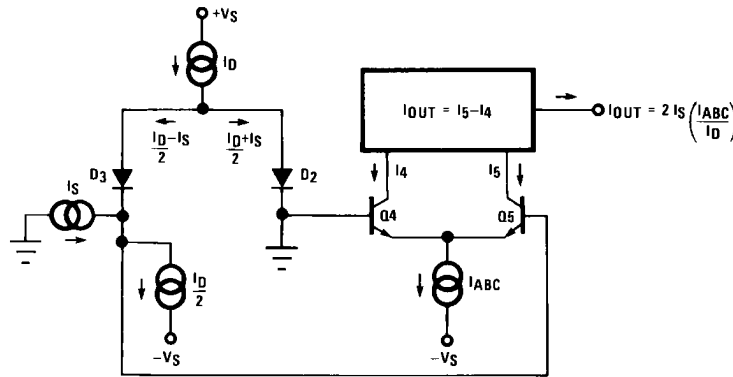 +VS
ID
ID/2 − IS
ID/2 + IS
IOUT = I5−I4
IOUT = 2 IS (IABC/ID)
D3
D2
I4
I5
IS
Q4
Q5
ID/2
IABC
−VS
−VS